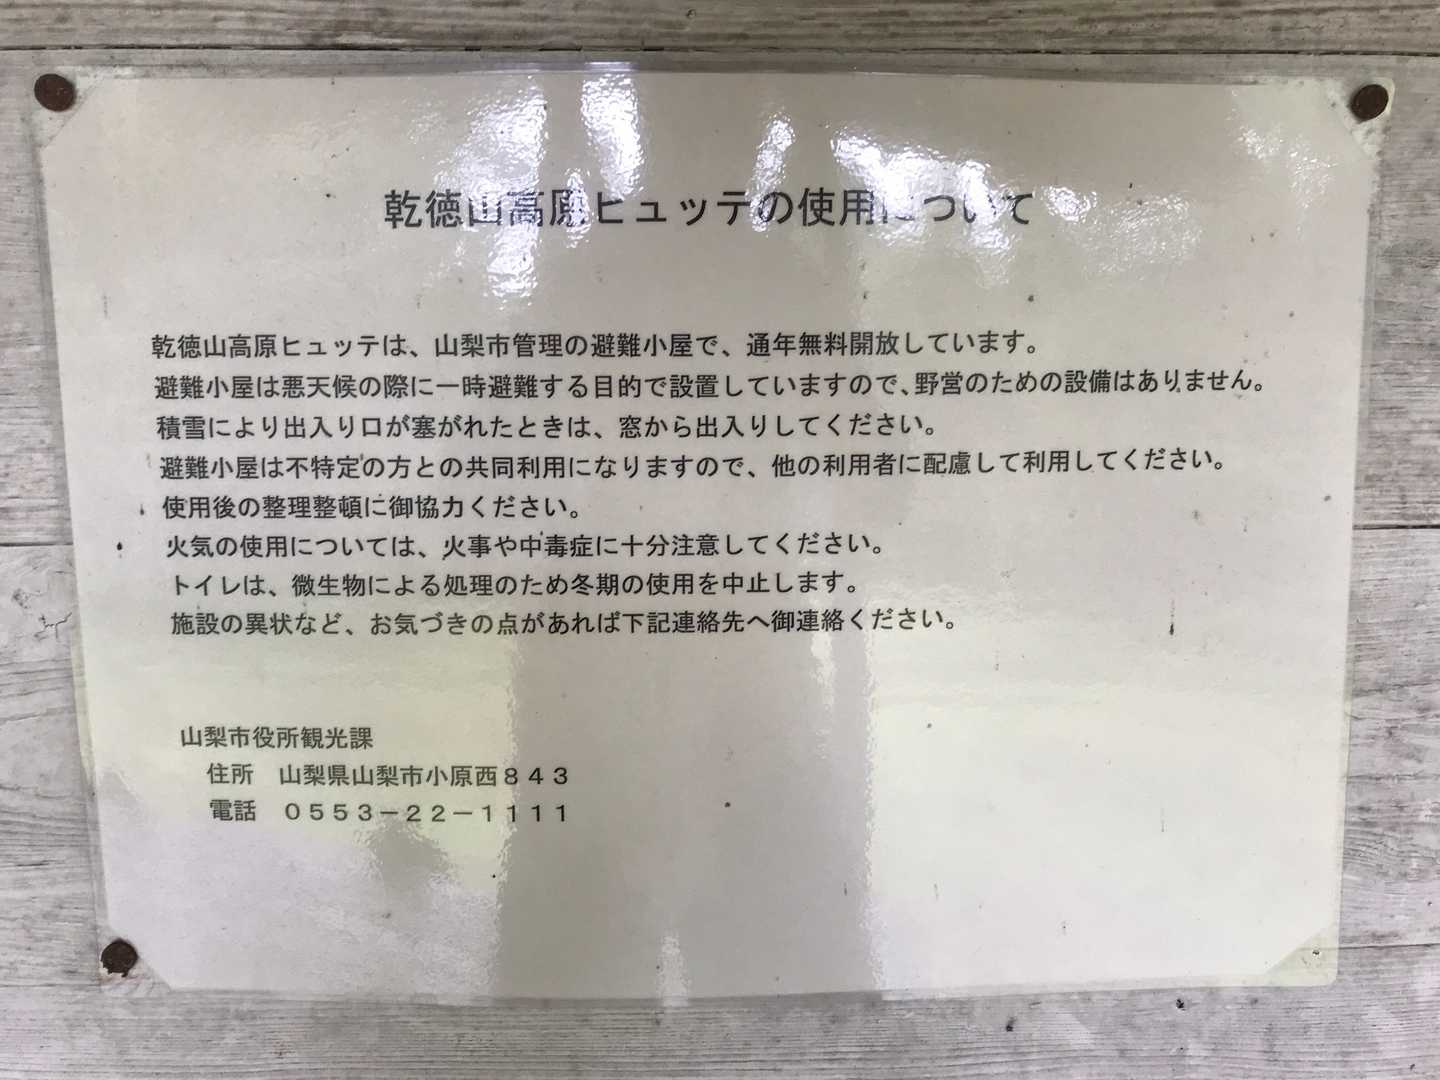 乾徳山高原ヒュッテの使用について
乾徳山高原ヒュッテは、山梨市管理の避難小屋で、通年無料開放しています。
避難小屋は悪天候の際に一時避難する目的で設置していますので、野営のための設備はありません。
積雪により出入り口が塞がれたときは、窓から出入りしてください。
避難小屋は不特定の方との共同利用になりますので、他の利用者に配慮して利用してください。
使用後の整理整頓に御協力ください。
火気の使用については、火事や中毒症に十分注意してください。
トイレは、微生物による処理のため冬期の使用を中止します。
施設の異状など、お気づきの点があれば下記連絡先へ御連絡ください。
山梨市役所観光課
住所　山梨県山梨市小原西８４３
電話　０５５３－２２－１１１１